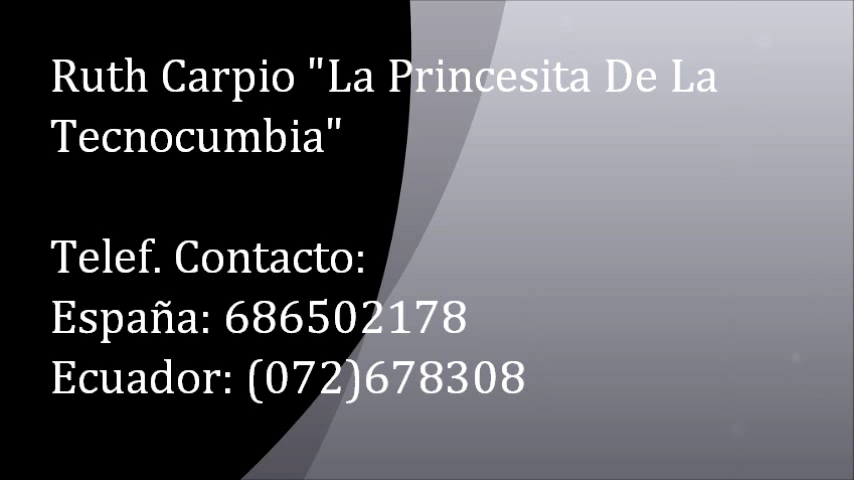 Ruth Carpio "La Princesita De La
Tecnocumbia"
Telef. Contacto:
España: 686502178
Ecuador: (072)678308